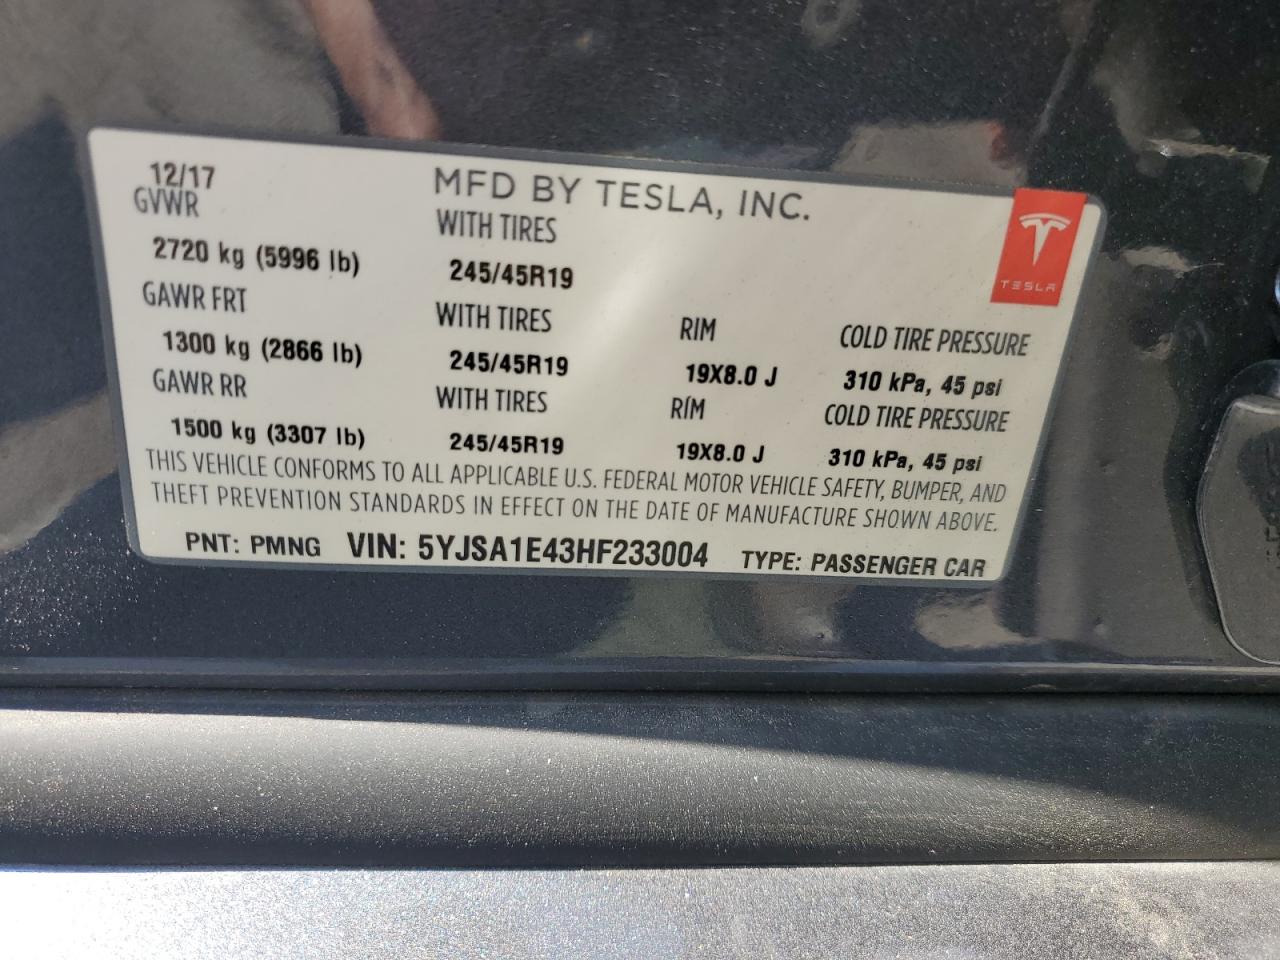 12/17
MFD BY TESLA, INC.
GVWR WITH TIRES
2720 kg (5996 lb) 245/45R19
TESLA
GAWR FRT WITH TIRES RIM COLD TIRE PRESSURE
1300 kg (2866 lb) 245/45R19 19X8.0 J 310 kPa, 45 psi
GAWR RR WITH TIRES RÍM COLD TIRE PRESSURE
1500 kg (3307 lb) 245/45R19 19X8.0 J 310 kPa, 45 psi
THIS VEHICLE CONFORMS TO ALL APPLICABLE U.S. FEDERAL MOTOR VEHICLE SAFETY, BUMPER, AND
THEFT PREVENTION STANDARDS IN EFFECT ON THE DATE OF MANUFACTURE SHOWN ABOVE.
PNT: PMNG VIN: 5YJSA1E43HF233004 TYPE: PASSENGER CAR